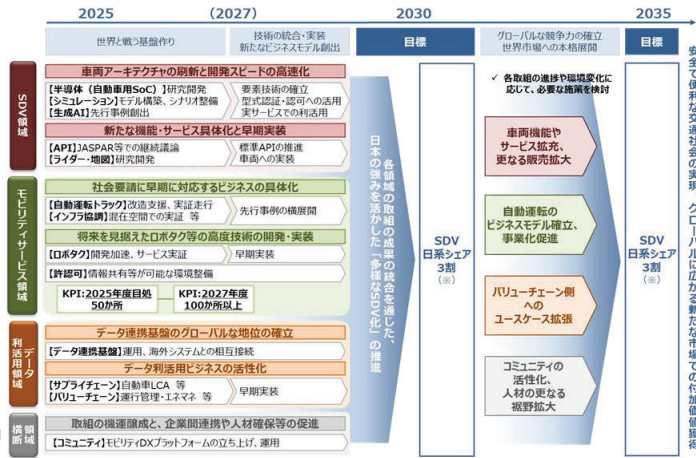 2025
(2027)
2030
2035
世界と戦う基盤作り
技術の統合・実装
新たなビジネスモデル創出
目標
グローバルな競争力の確立
世界市場への本格展開
目標
SDV領域
車両アーキテクチャの刷新と開発スピードの高速化
【半導体（自動車用SoC）】研究開発
【シミュレーション】モデル構築、シナリオ整備
【生成AI】先行事例創出
要素技術の確立
型式認証・認可への活用
実サービスでの利活用
新たな機能・サービス具体化と早期実装
【API】JASPAR等での継続議論
【ライダー・地図】研究開発
標準APIの推進
車両への実装
モビリティサービス領域
社会要請に早期に対応するビジネスの具体化
【自動運転トラック】改造支援、実証走行
【インフラ協調】混在空間での実証 等
先行事例の横展開
将来を見据えたロボタク等の高度技術の開発・実装
【ロボタク】開発加速、サービス実証
早期実装
【許認可】情報共有等が可能な環境整備
KPI:2025年度目処
50か所
KPI:2027年度
100か所以上
データ
利活用領域
データ連携基盤のグローバルな地位の確立
【データ連携基盤】運用、海外システムとの相互接続
データ利活用ビジネスの活性化
【サプライチェーン】自動車LCA 等
【バリューチェーン】運行管理・エネマネ 等
早期実装
領域
横断
取組の機運醸成と、企業間連携や人材確保等の促進
【コミュニティ】モビリティDXプラットフォームの立ち上げ、運用
各領域の取組の成果の統合を通じた、
日本の強みを活かした「多様なSDV化」の推進
SDV
日系シェア
3割
(※)
✓ 各取組の進捗や環境変化に
応じて、必要な施策を検討
車両機能や
サービス拡充、
更なる販売拡大
自動運転の
ビジネスモデル確立、
事業化促進
バリューチェーン側
への
ユースケース拡張
コミュニティの
活性化、
人材の更なる
裾野拡大
SDV
日系シェア
3割
(※)
安全で便利な交通社会の実現 グローバルに広がる新たな市場での付加価値獲得